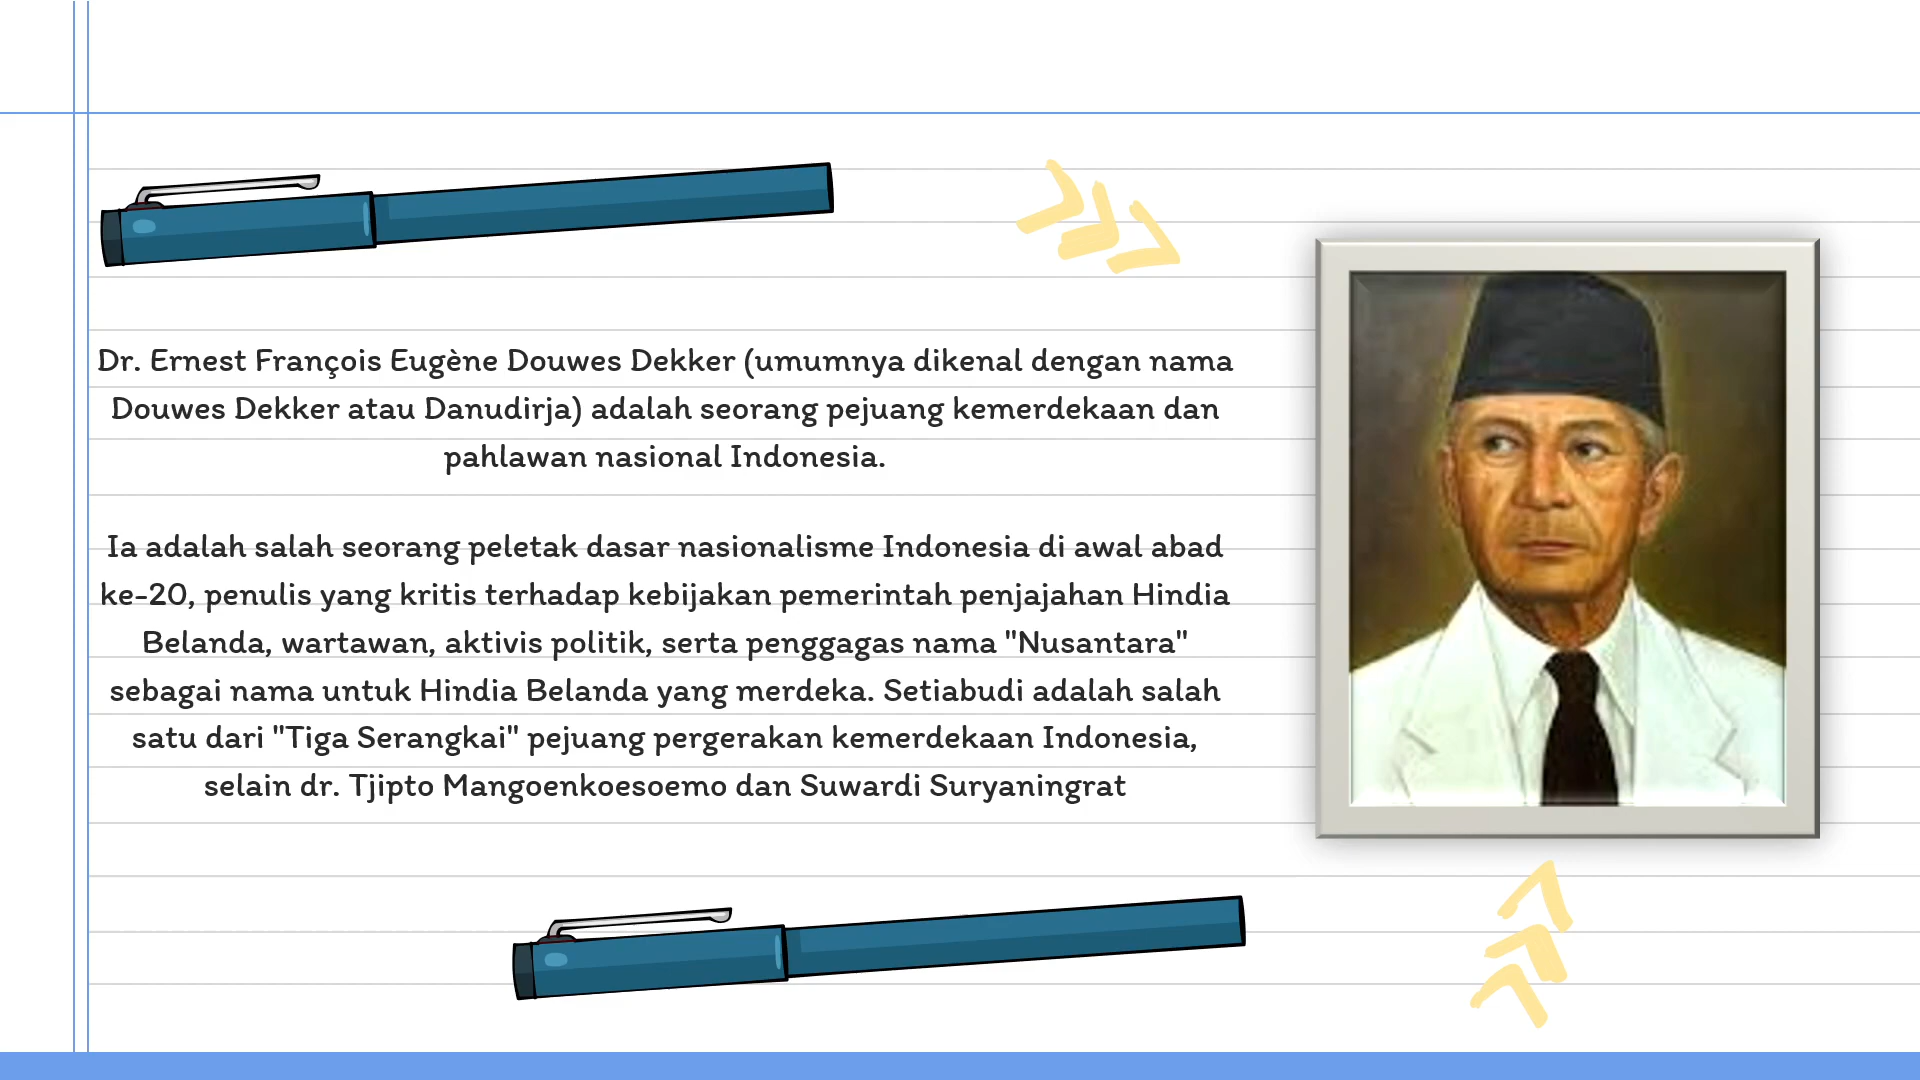 Dr. Ernest François Eugène Douwes Dekker (umumnya dikenal dengan nama
Douwes Dekker atau Danudirja) adalah seorang pejuang kemerdekaan dan
pahlawan nasional Indonesia.
Ia adalah salah seorang peletak dasar nasionalisme Indonesia di awal abad
ke-20, penulis yang kritis terhadap kebijakan pemerintah penjajahan Hindia
Belanda, wartawan, aktivis politik, serta penggagas nama "Nusantara"
sebagai nama untuk Hindia Belanda yang merdeka. Setiabudi adalah salah
satu dari "Tiga Serangkai" pejuang pergerakan kemerdekaan Indonesia,
selain dr. Tjipto Mangoenkoesoemo dan Suwardi Suryaningrat